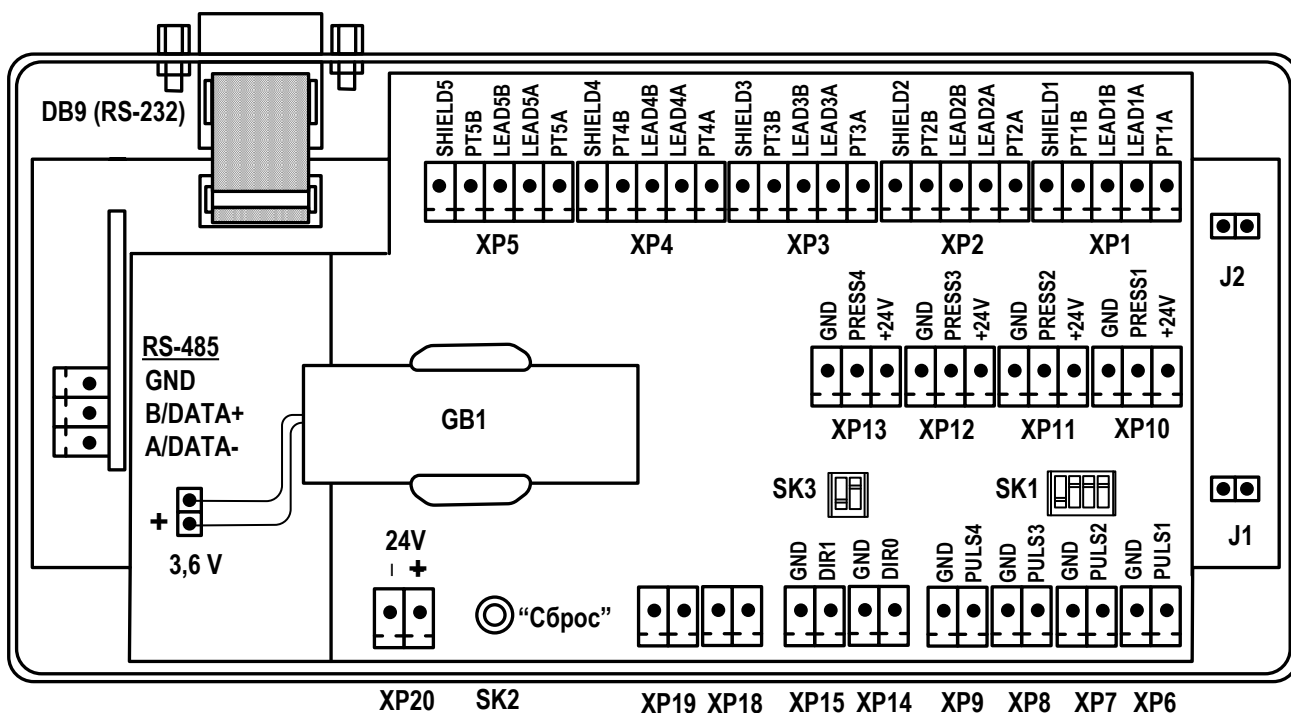 DB9 (RS-232)
SHIELD5 PT5B LEAD5B LEAD5A PT5A SHIELD4 PT4B LEAD4B LEAD4A PT4A SHIELD3 PT3B LEAD3B LEAD3A PT3A SHIELD2 PT2B LEAD2B LEAD2A PT2A SHIELD1 PT1B LEAD1B LEAD1A PT1A
XP5 XP4 XP3 XP2 XP1
J2
GND PRESS4 +24V GND PRESS3 +24V GND PRESS2 +24V GND PRESS1 +24V
XP13 XP12 XP11 XP10
RS-485
GND
B/DATA+
A/DATA-
GB1
SK3 SK1
+
3,6 V
J1
24V
- +
GND DIR1 GND DIR0 GND PULS4 GND PULS3 GND PULS2 GND PULS1
“Сброс”
XP20 SK2 XP19 XP18 XP15 XP14 XP9 XP8 XP7 XP6